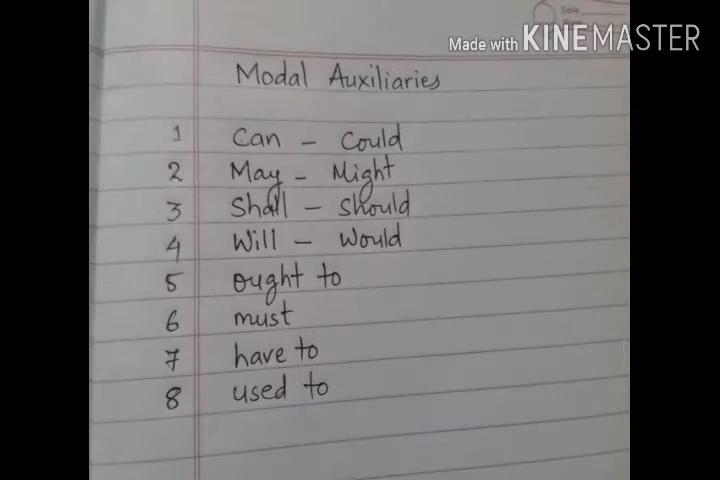 Date
Made with KINEMASTER
Modal Auxiliaries
1 Can - Could
2 May - Might
3 Shall - Should
4 Will - Would
5 ought to
6 must
7 have to
8 used to